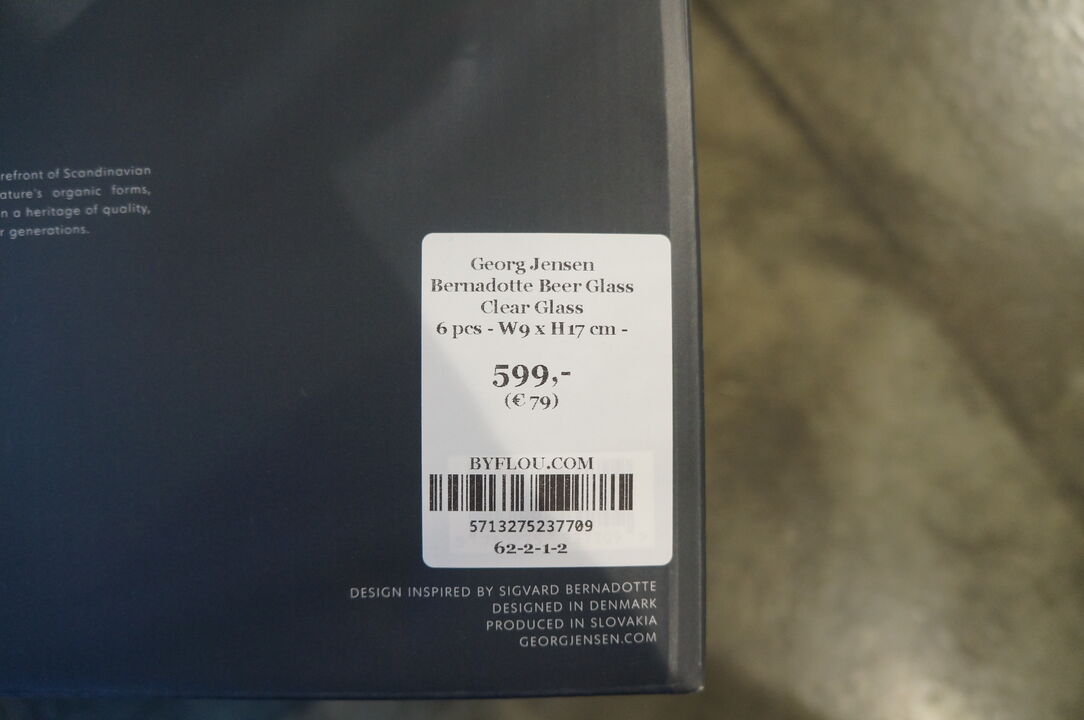 refront of Scandinavian
ature's organic forms,
n a heritage of quality,
r generations.
Georg Jensen
Bernadotte Beer Glass
Clear Glass
6 pcs - W9 x H17 cm -
599,-
(€ 79)
BYFLOU.COM
5713275237709
62-2-1-2
DESIGN INSPIRED BY SIGVARD BERNADOTTE
DESIGNED IN DENMARK
PRODUCED IN SLOVAKIA
GEORGJENSEN.COM